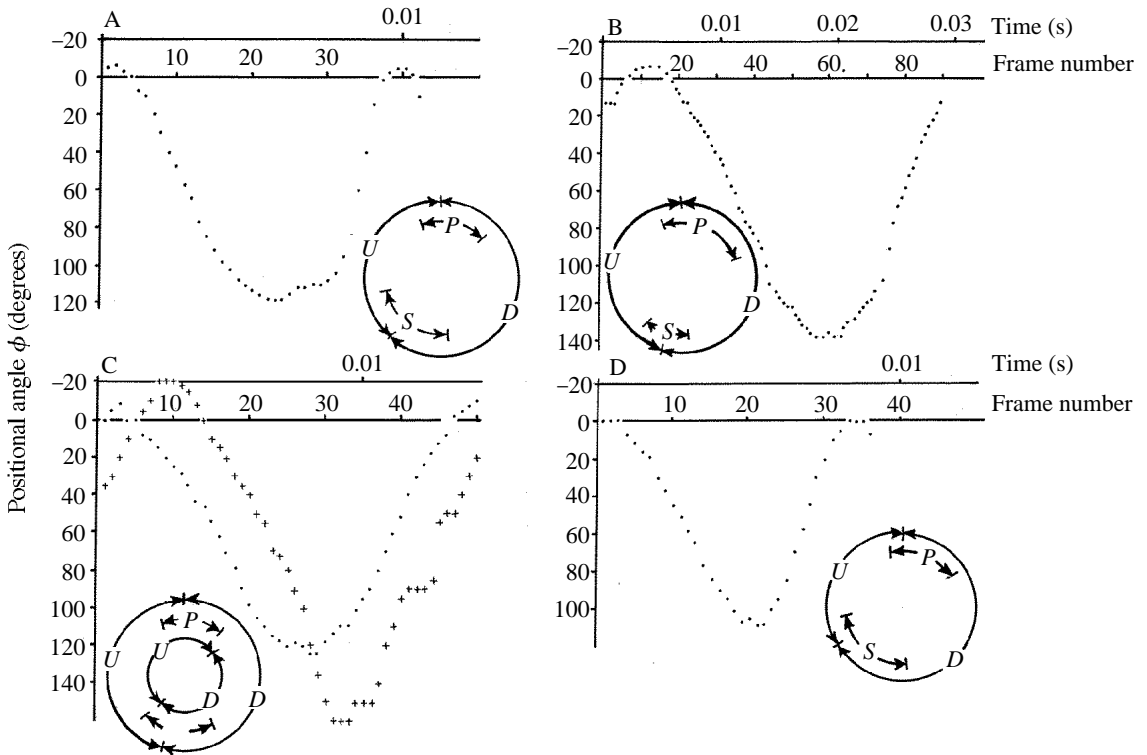 A 0.01 B 0.01 0.02 0.03 Time (s)
−20 10 20 30 −20 20 40 60 80 Frame number
0 0
20 20
40 40
60 60
80 80
100 100
120 120
140
P U S D
P U S D
Positional angle ϕ (degrees)
C 0.01 D 0.01 Time (s)
−20 10 20 30 40 −20 10 20 30 40 Frame number
0 0
20 20
40 40
60 60
80 80
100 100
120
140
P U U D D
P U S D